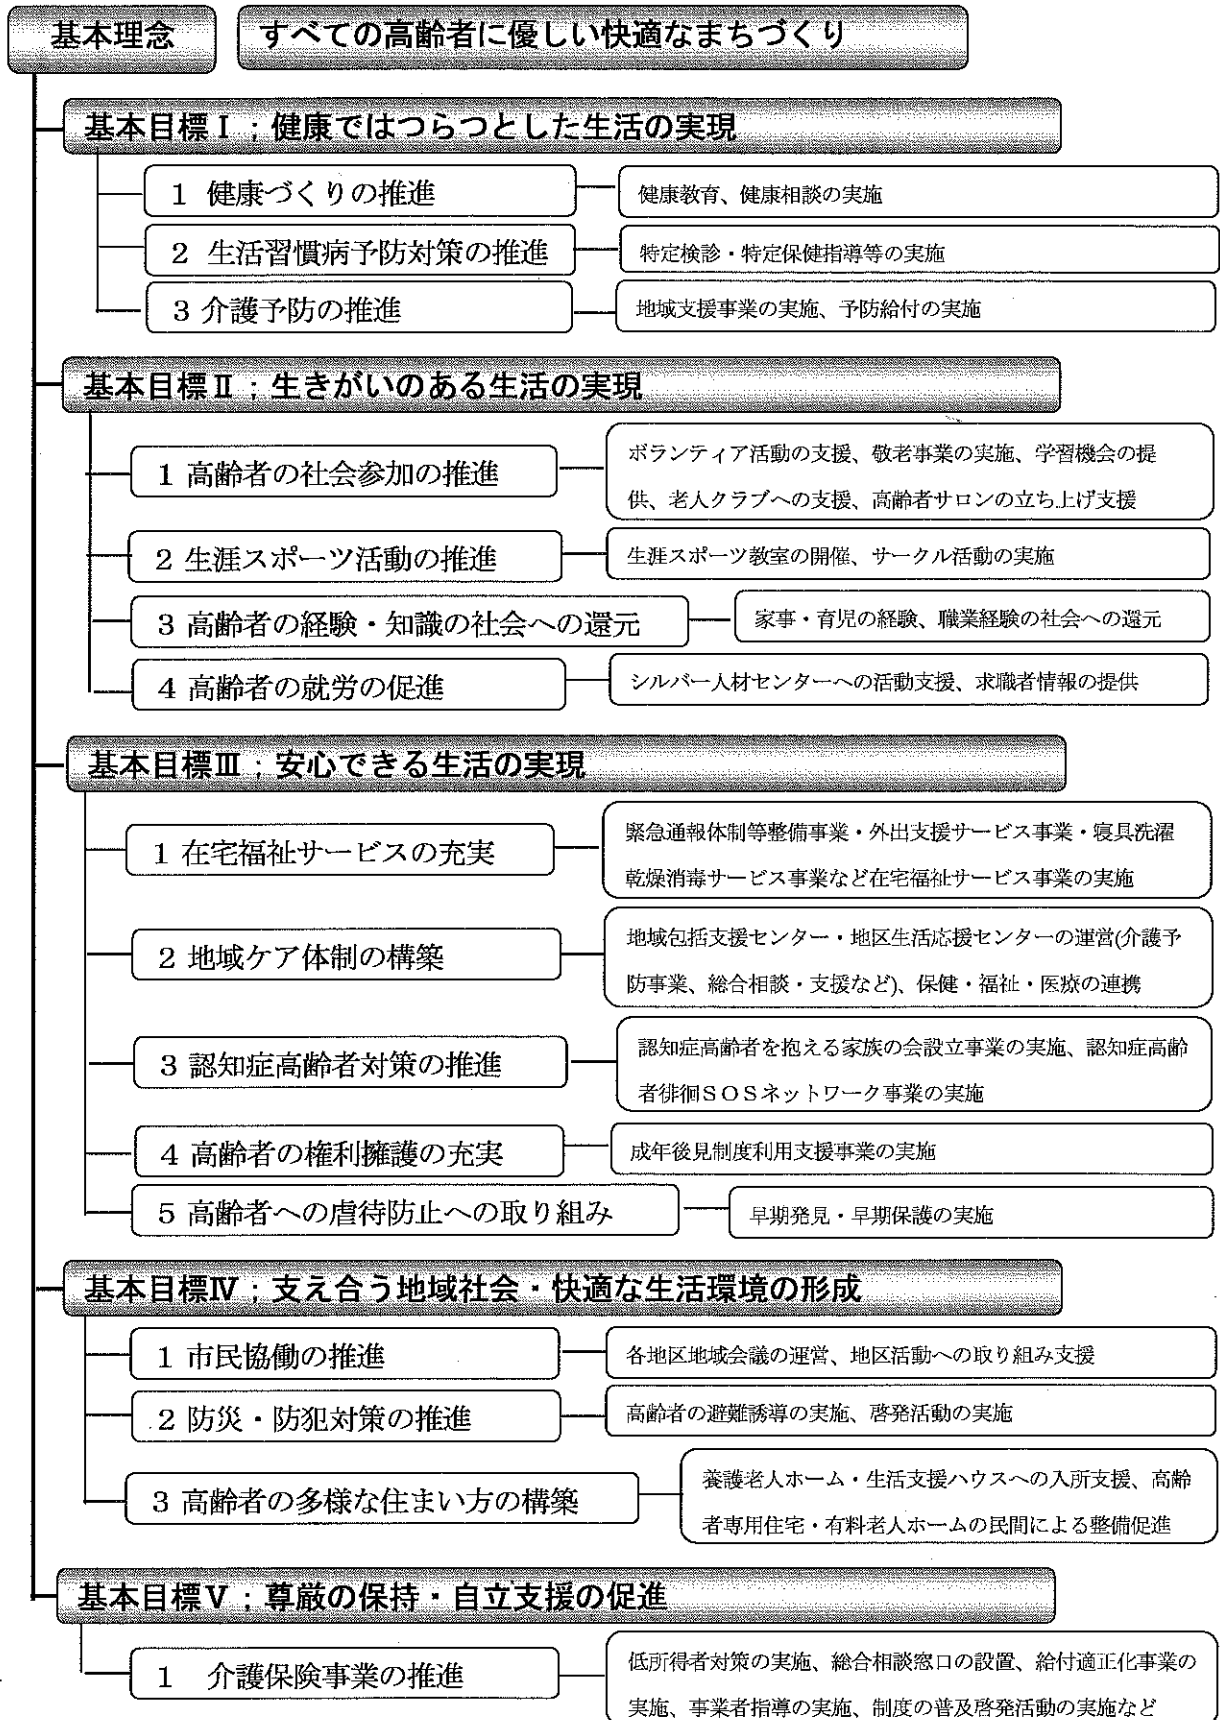 基本理念
すべての高齢者に優しい快適なまちづくり
基本目標Ⅰ；健康ではつらつとした生活の実現
1 健康づくりの推進
健康教育、健康相談の実施
2 生活習慣病予防対策の推進
特定検診・特定保健指導等の実施
3 介護予防の推進
地域支援事業の実施、予防給付の実施
基本目標Ⅱ；生きがいのある生活の実現
1 高齢者の社会参加の推進
ボランティア活動の支援、敬老事業の実施、学習機会の提
供、老人クラブへの支援、高齢者サロンの立ち上げ支援
2 生涯スポーツ活動の推進
生涯スポーツ教室の開催、サークル活動の実施
3 高齢者の経験・知識の社会への還元
家事・育児の経験、職業経験の社会への還元
4 高齢者の就労の促進
シルバー人材センターへの活動支援、求職者情報の提供
基本目標Ⅲ；安心できる生活の実現
1 在宅福祉サービスの充実
緊急通報体制等整備事業・外出支援サービス事業・寝具洗濯
乾燥消毒サービス事業など在宅福祉サービス事業の実施
2 地域ケア体制の構築
地域包括支援センター・地区生活応援センターの運営(介護予
防事業、総合相談・支援など)、保健・福祉・医療の連携
3 認知症高齢者対策の推進
認知症高齢者を抱える家族の会設立事業の実施、認知症高齢
者徘徊ＳＯＳネットワーク事業の実施
4 高齢者の権利擁護の充実
成年後見制度利用支援事業の実施
5 高齢者への虐待防止への取り組み
早期発見・早期保護の実施
基本目標Ⅳ；支え合う地域社会・快適な生活環境の形成
1 市民協働の推進
各地区地域会議の運営、地区活動への取り組み支援
2 防災・防犯対策の推進
高齢者の避難誘導の実施、啓発活動の実施
3 高齢者の多様な住まい方の構築
養護老人ホーム・生活支援ハウスへの入所支援、高齢
者専用住宅・有料老人ホームの民間による整備促進
基本目標Ⅴ；尊厳の保持・自立支援の促進
1 介護保険事業の推進
低所得者対策の実施、総合相談窓口の設置、給付適正化事業の
実施、事業者指導の実施、制度の普及啓発活動の実施など